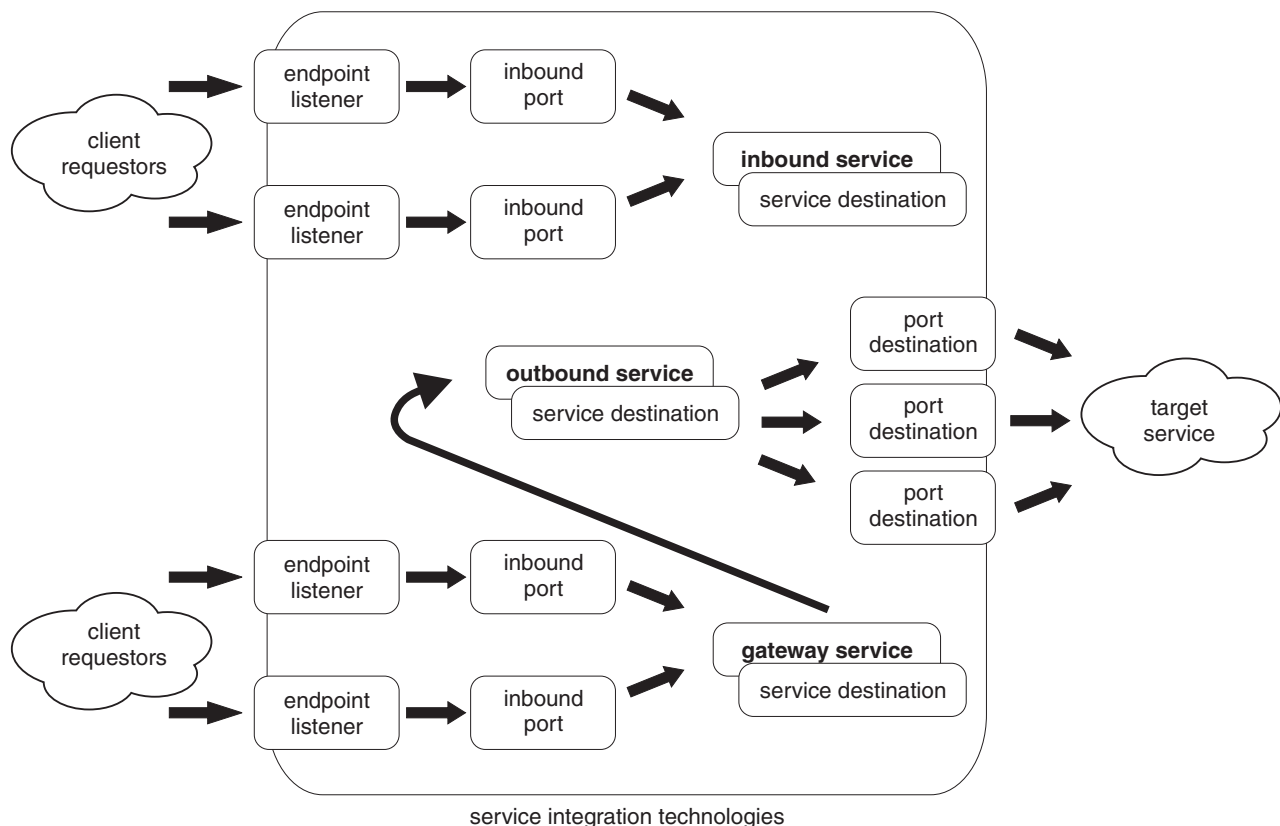 endpoint
listener
inbound
port
client
requestors
inbound service
service destination
endpoint
listener
inbound
port
port
destination
outbound service
service destination
port
destination
target
service
port
destination
endpoint
listener
inbound
port
client
requestors
gateway service
service destination
endpoint
listener
inbound
port
service integration technologies